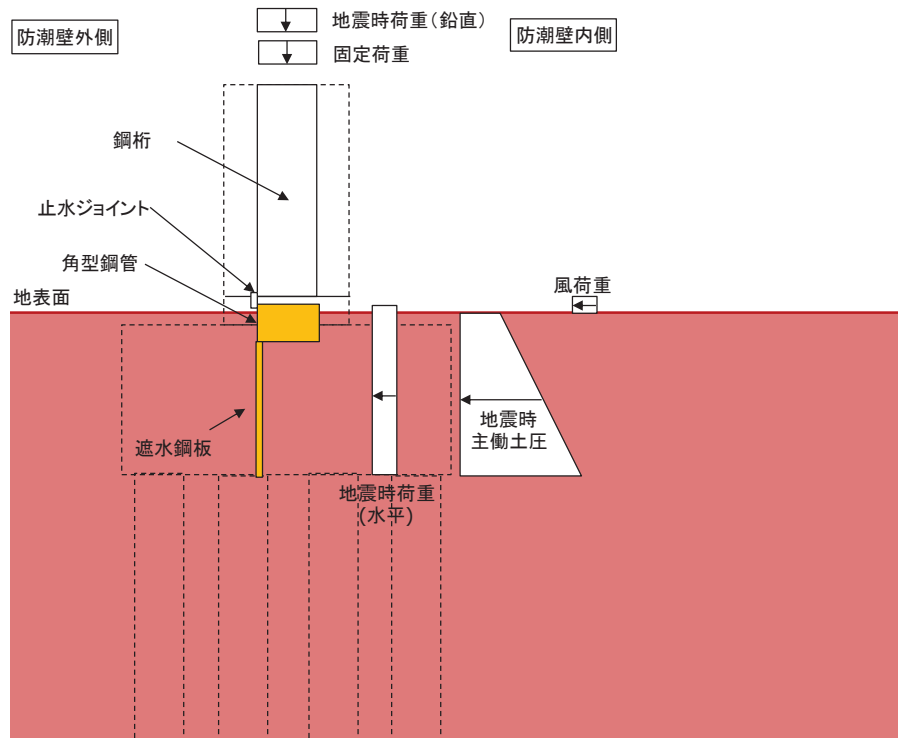 地震時荷重(鉛直)
防潮壁外側
防潮壁内側
固定荷重
鋼桁
止水ジョイント
角型鋼管
地表面
風荷重
遮水鋼板
地震時
主働土圧
地震時荷重
(水平)